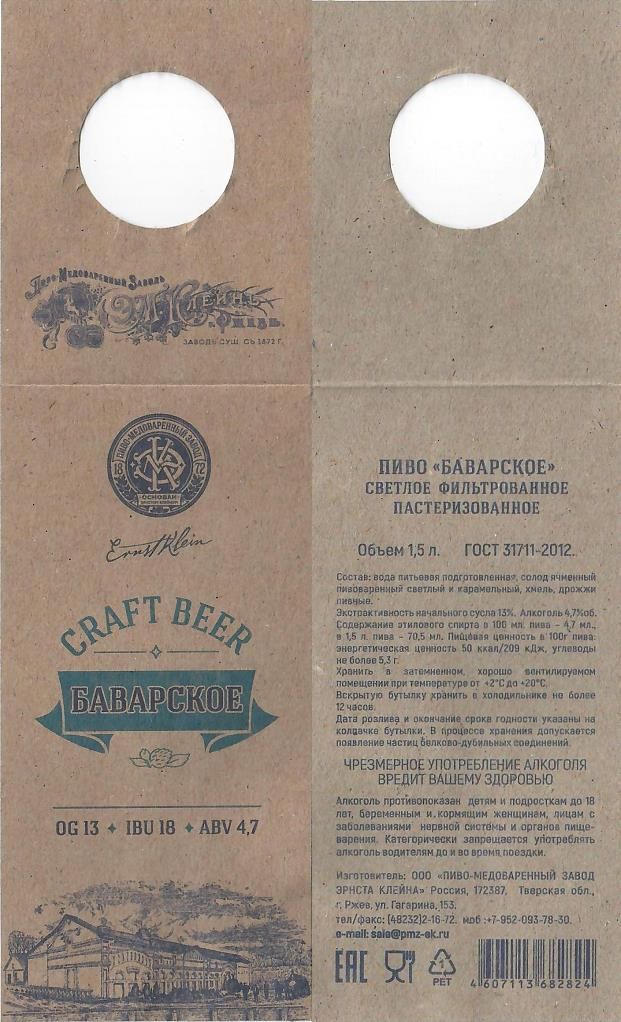 Пиво-Медоваренный Заводъ
Э.М.Клейнъ
г. Ржевъ.
ЗАВОДЪ СУЩ. СЪ 1872 Г.
ПИВО-МЕДОВАРЕННЫЙ ЗАВОД
18 72
ОСНОВАН
ErnstKlein
CRAFT BEER
БАВАРСКОЕ
OG 13 ✦ IBU 18 ✦ ABV 4,7
ПИВО «БАВАРСКОЕ»
СВЕТЛОЕ ФИЛЬТРОВАННОЕ
ПАСТЕРИЗОВАННОЕ
Объем 1,5 л. ГОСТ 31711-2012.
Состав: вода питьевая подготовленная, солод ячменный
пивоваренный светлый и карамельный, хмель, дрожжи
пивные.
Экстрактивность начального сусла 13%. Алкоголь 4,7%об.
Содержание этилового спирта в 100 мл. пива – 4,7 мл.,
в 1,5 л. пива – 70,5 мл. Пищевая ценность в 100г пива:
энергетическая ценность 50 ккал/209 кДж, углеводы
не более 5,3 г.
Хранить в затемненном, хорошо вентилируемом
помещении при температуре от +2°С до +20°С.
Вскрытую бутылку хранить в холодильнике не более
12 часов.
Дата розлива и окончание срока годности указаны на
колпачке бутылки. В процессе хранения допускается
появление частиц белково-дубильных соединений.
ЧРЕЗМЕРНОЕ УПОТРЕБЛЕНИЕ АЛКОГОЛЯ
ВРЕДИТ ВАШЕМУ ЗДОРОВЬЮ
Алкоголь противопоказан детям и подросткам до 18
лет, беременным и кормящим женщинам, лицам с
заболеваниями нервной системы и органов пище-
варения. Категорически запрещается употреблять
алкоголь водителям до и во время поездки.
Изготовитель: ООО «ПИВО-МЕДОВАРЕННЫЙ ЗАВОД
ЭРНСТА КЛЕЙНА» Россия, 172387, Тверская обл.,
г. Ржев, ул. Гагарина, 153.
тел/факс: (48232)2-16-72. моб.:+7-952-093-78-30.
e-mail: sale@pmz-ek.ru
EAC
1
PET
4 607113 682824